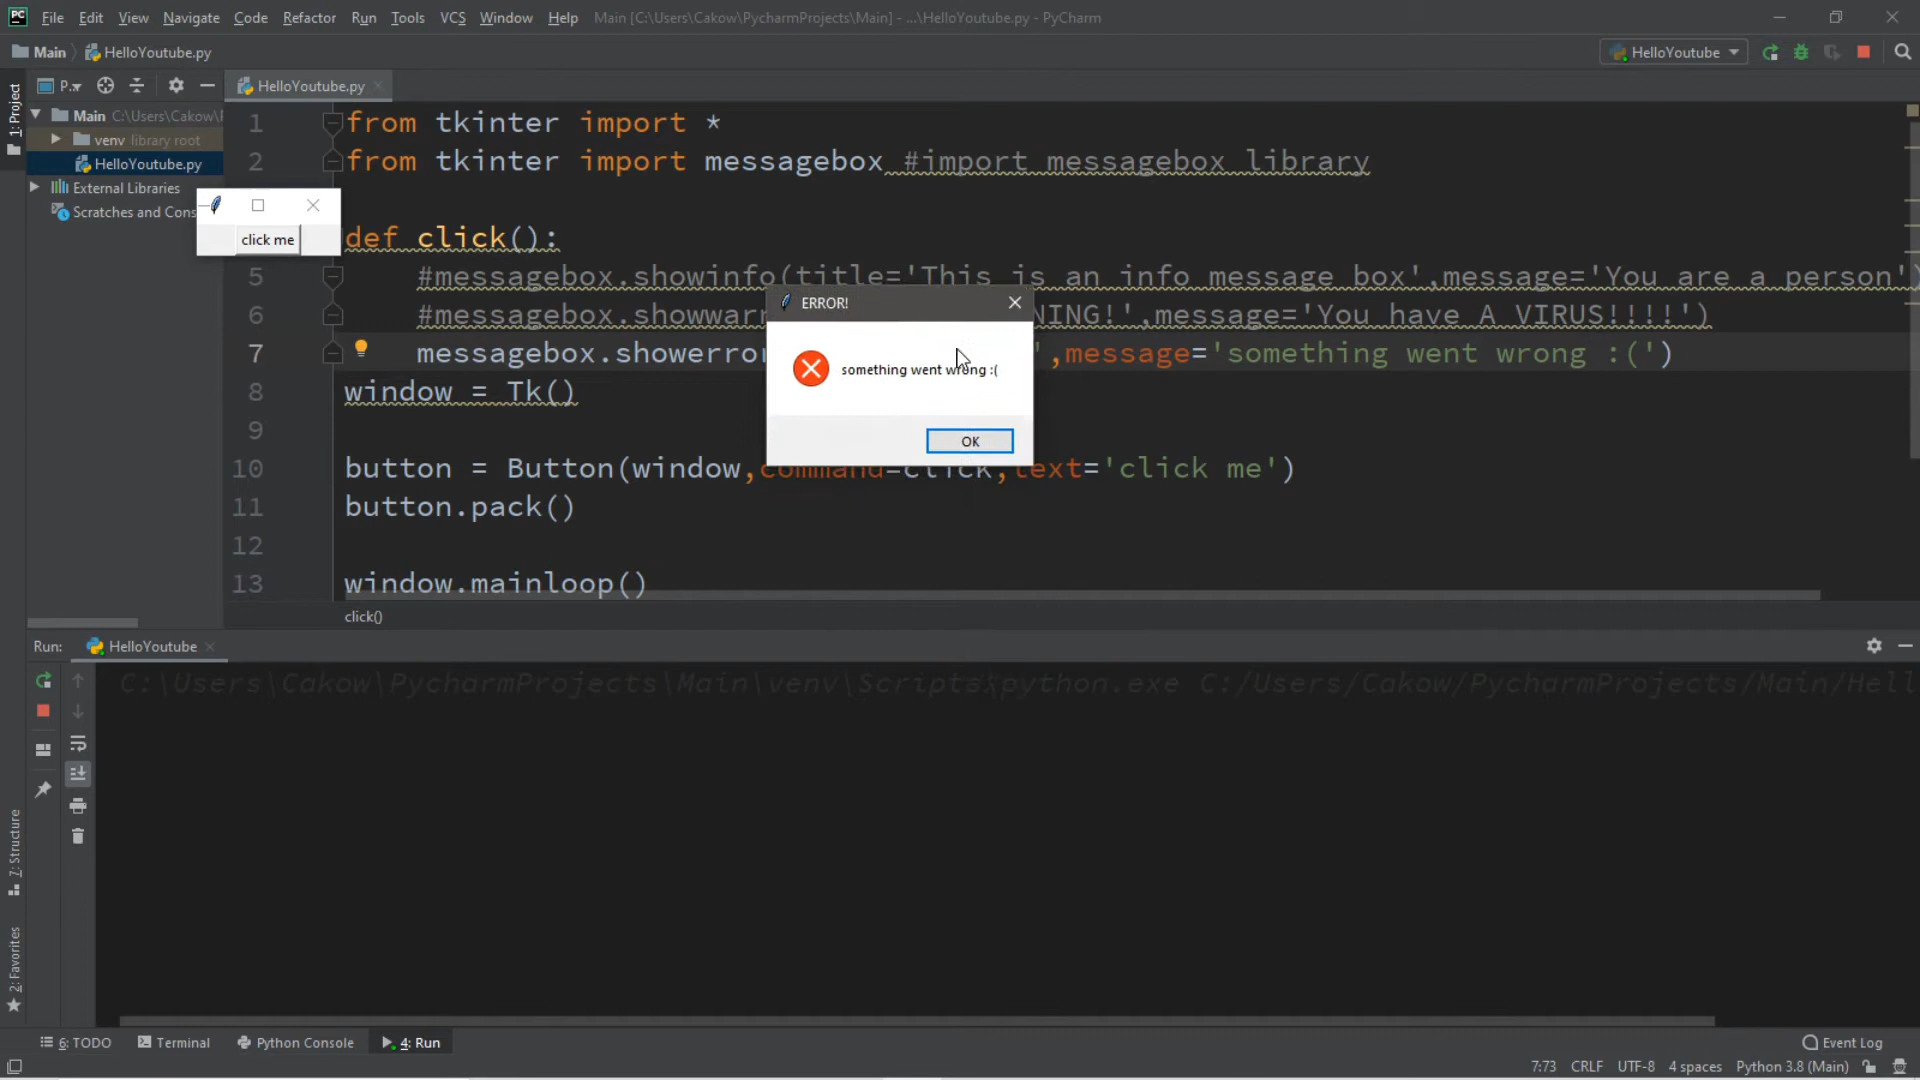 File Edit View Navigate Code Refactor Run Tools VCS Window Help Main [C:\Users\Cakow\PycharmProjects\Main] - ...\HelloYoutube.py - PyCharm
Main HelloYoutube.py HelloYoutube
P... HelloYoutube.py
1: Project
Main C:\Users\Cakow\
venv library root
HelloYoutube.py
External Libraries
Scratches and Cons
click me
1 from tkinter import *
2 from tkinter import messagebox #import messagebox library
def click():
5 #messagebox.showinfo(title='This is an info message box',message='You are a person')
6 #messagebox.showwarr NING!',message='You have A VIRUS!!!!')
7 messagebox.showerror ',message='something went wrong :(')
8 window = Tk()
9
10 button = Button(window,command=click,text='click me')
11 button.pack()
12
13 window.mainloop()
ERROR!
something went wrong :(
OK
click()
Run: HelloYoutube
C:\Users\Cakow\PycharmProjects\Main\venv\Scripts\python.exe C:/Users/Cakow/PycharmProjects/Main/Hell
7: Structure
2: Favorites
6: TODO Terminal Python Console 4: Run Event Log
7:73 CRLF UTF-8 4 spaces Python 3.8 (Main)